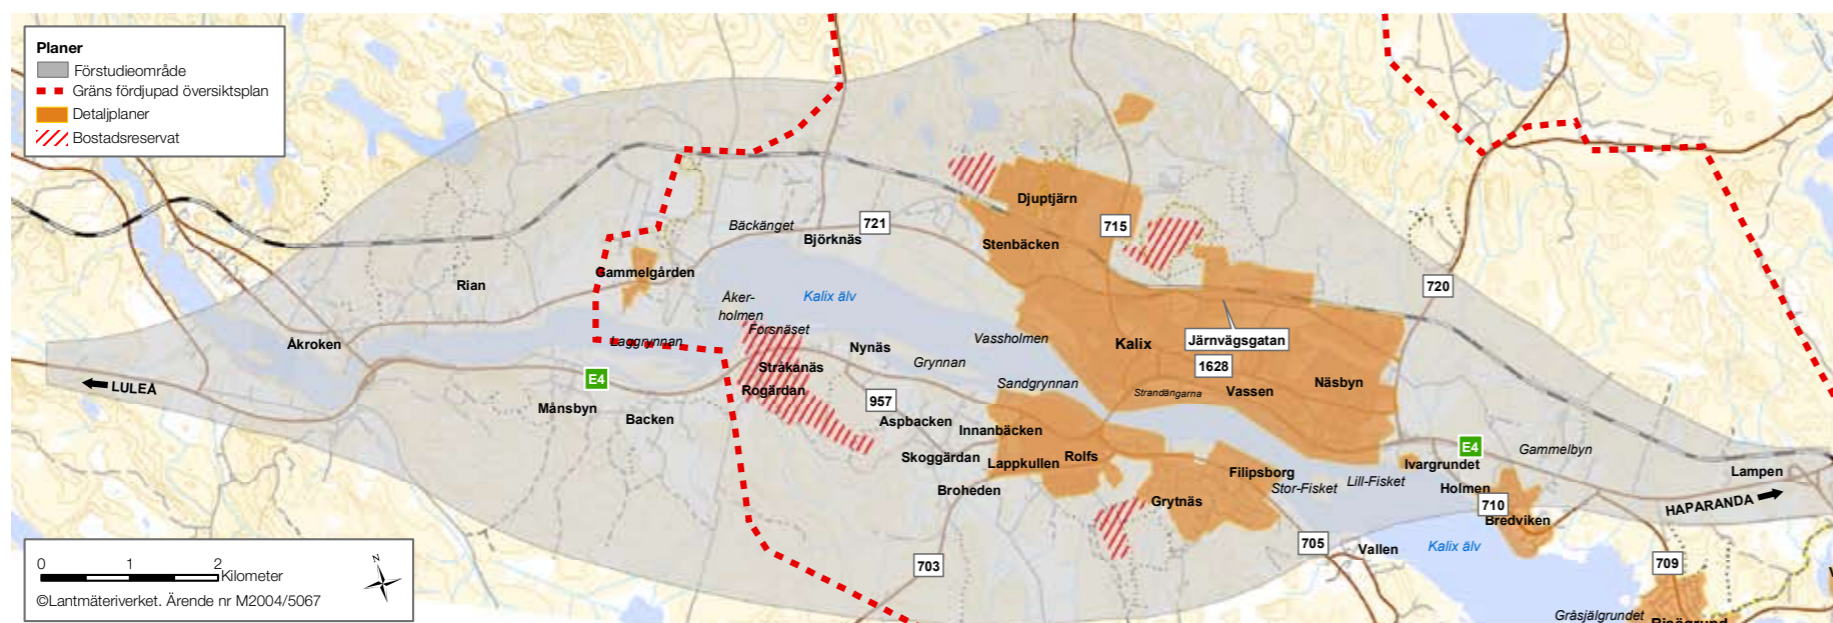 Planer
Förstudieområde
Gräns fördjupad översiktsplan
Detaljplaner
Bostadsreservat
Djuptjärn
715
721
Bäckänget
Björknäs
Stenbäcken
Gammelgården
Rian
720
Åker-
holmen
Kalix älv
Forsnäset
Laggrynnan
Åkroken
Nynäs
Vassholmen
Kalix
Järnvägsgatan
Grynnan
Stråkanäs
1628
E4
LULEÅ
Rogärdan
Sandgrynnan
Strandängarna
Vassen
Näsbyn
957
Månsbyn
Backen
Aspbacken
Innanbäcken
E4
Gammelbyn
Skoggärdan
Lappkullen
Rolfs
Ivargrundet
Filipsborg
Lampen
Broheden
Stor-Fisket
Lill-Fisket
Holmen
Grytnäs
710
HAPARANDA
Bredviken
705
Vallen
Kalix älv
703
709
Gråsjälgrundet
0 1 2
Kilometer
N
©Lantmäteriverket. Ärende nr M2004/5067